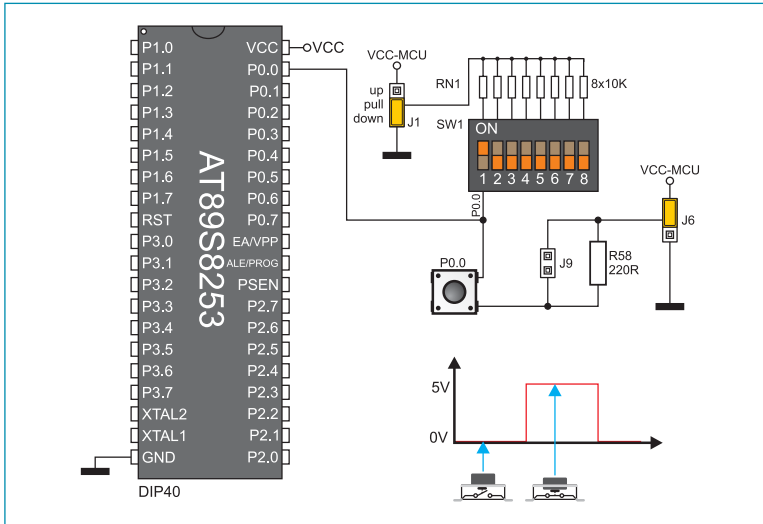 P1.0 VCC VCC
P1.1 P0.0
P1.2 P0.1
P1.3 P0.2
P1.4 P0.3
P1.5 P0.4
P1.6 P0.5
P1.7 P0.6
RST P0.7
P3.0 EA/VPP
P3.1 ALE/PROG
P3.2 PSEN
P3.3 P2.7
P3.4 P2.6
P3.5 P2.5
P3.6 P2.4
P3.7 P2.3
XTAL2 P2.2
XTAL1 P2.1
GND P2.0
AT89S8253
DIP40
VCC-MCU
up
pull
down
J1
RN1
8x10K
SW1
ON
1 2 3 4 5 6 7 8
P0.0
VCC-MCU
J6
P0.0
J9
R58
220R
5V
0V